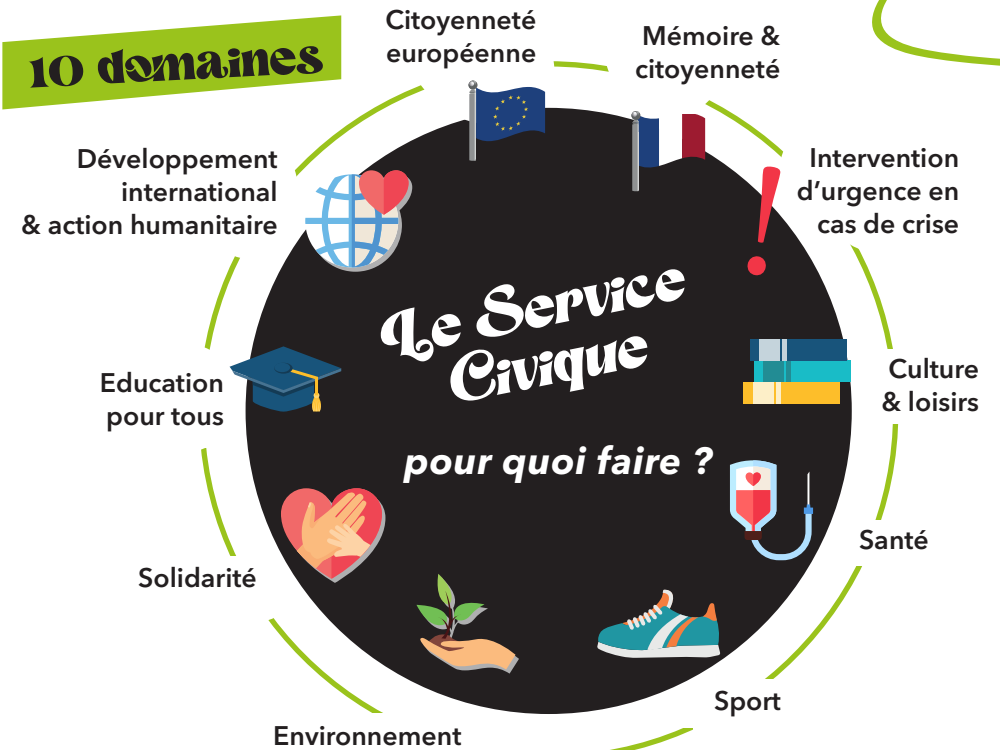 10 domaines
Citoyenneté
européenne
Mémoire &
citoyenneté
Intervention
d'urgence en
cas de crise
Culture
& loisirs
Santé
Sport
Environnement
Solidarité
Education
pour tous
Développement
international
& action humanitaire
Le Service
Civique
pour quoi faire ?